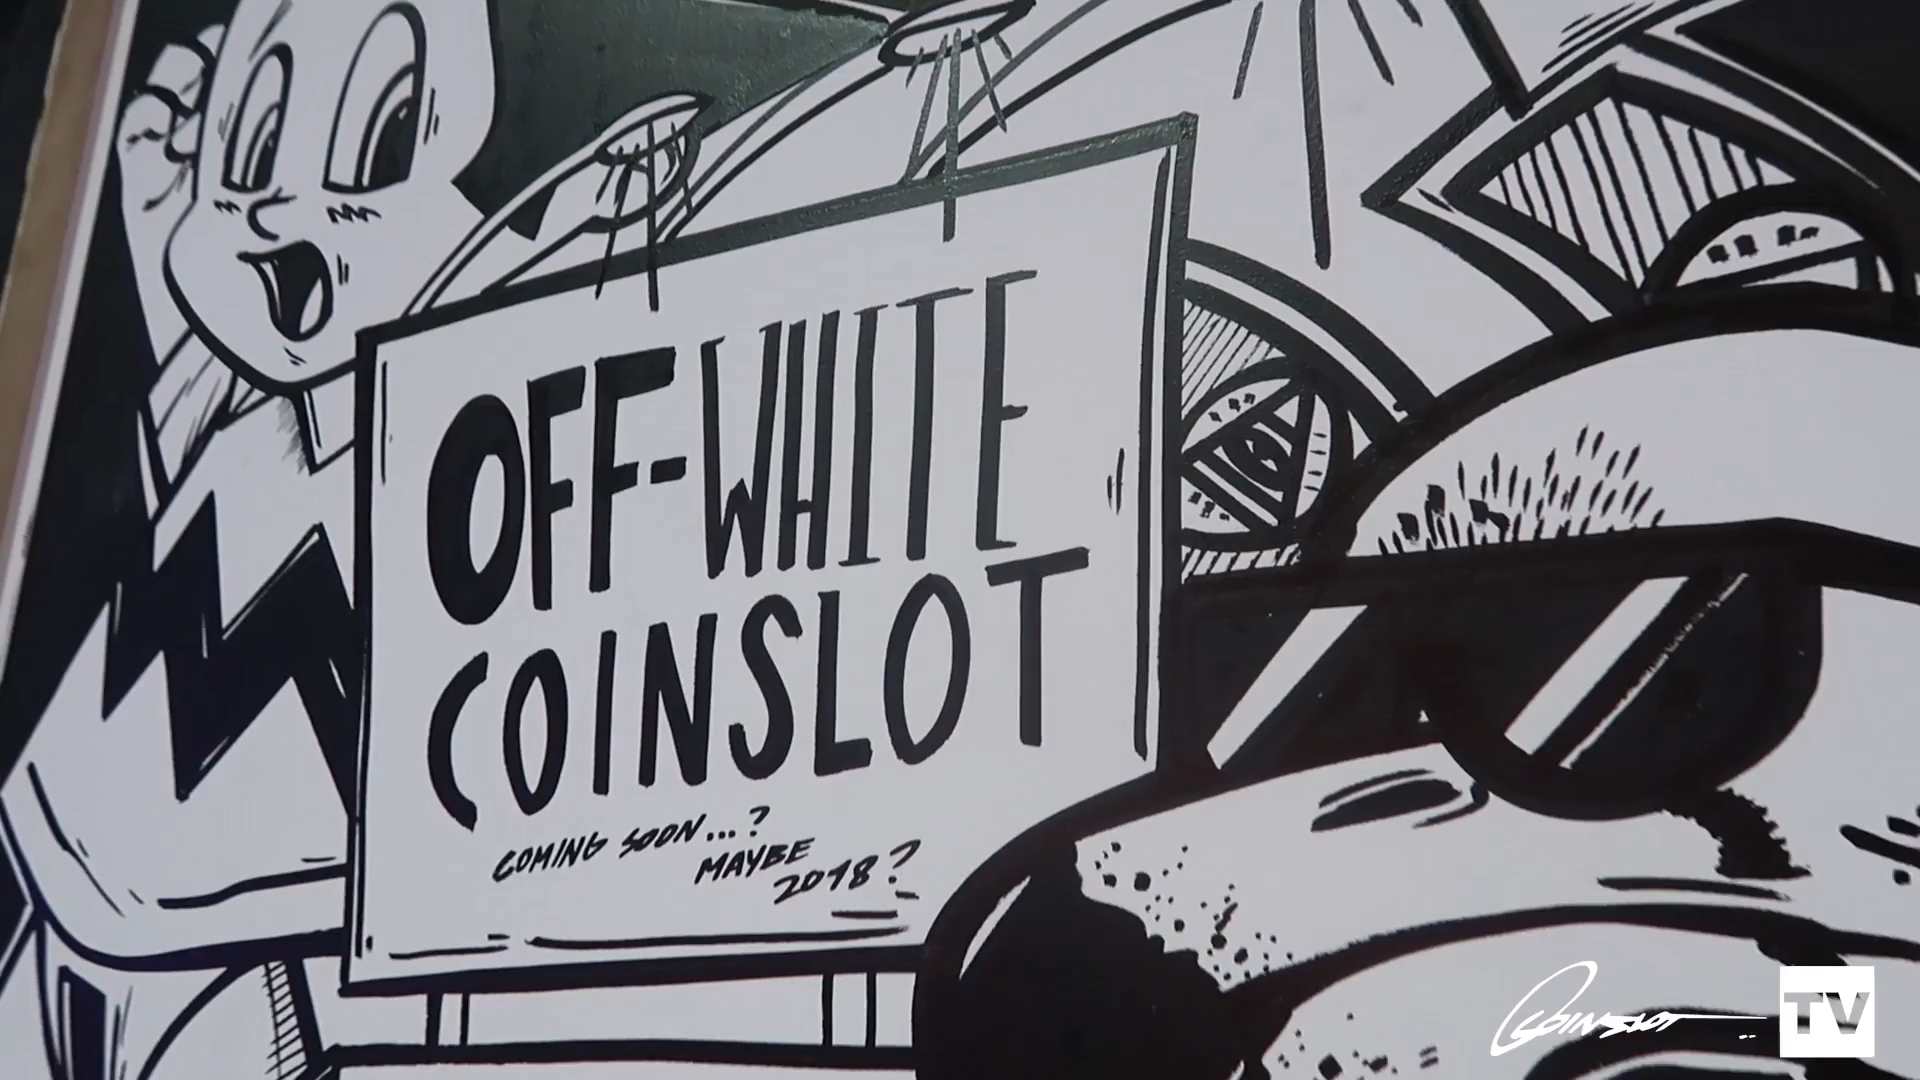 OFF-WHITE
COINSLOT
COMING SOON...?
MAYBE
2018?
COINSLOT
TV